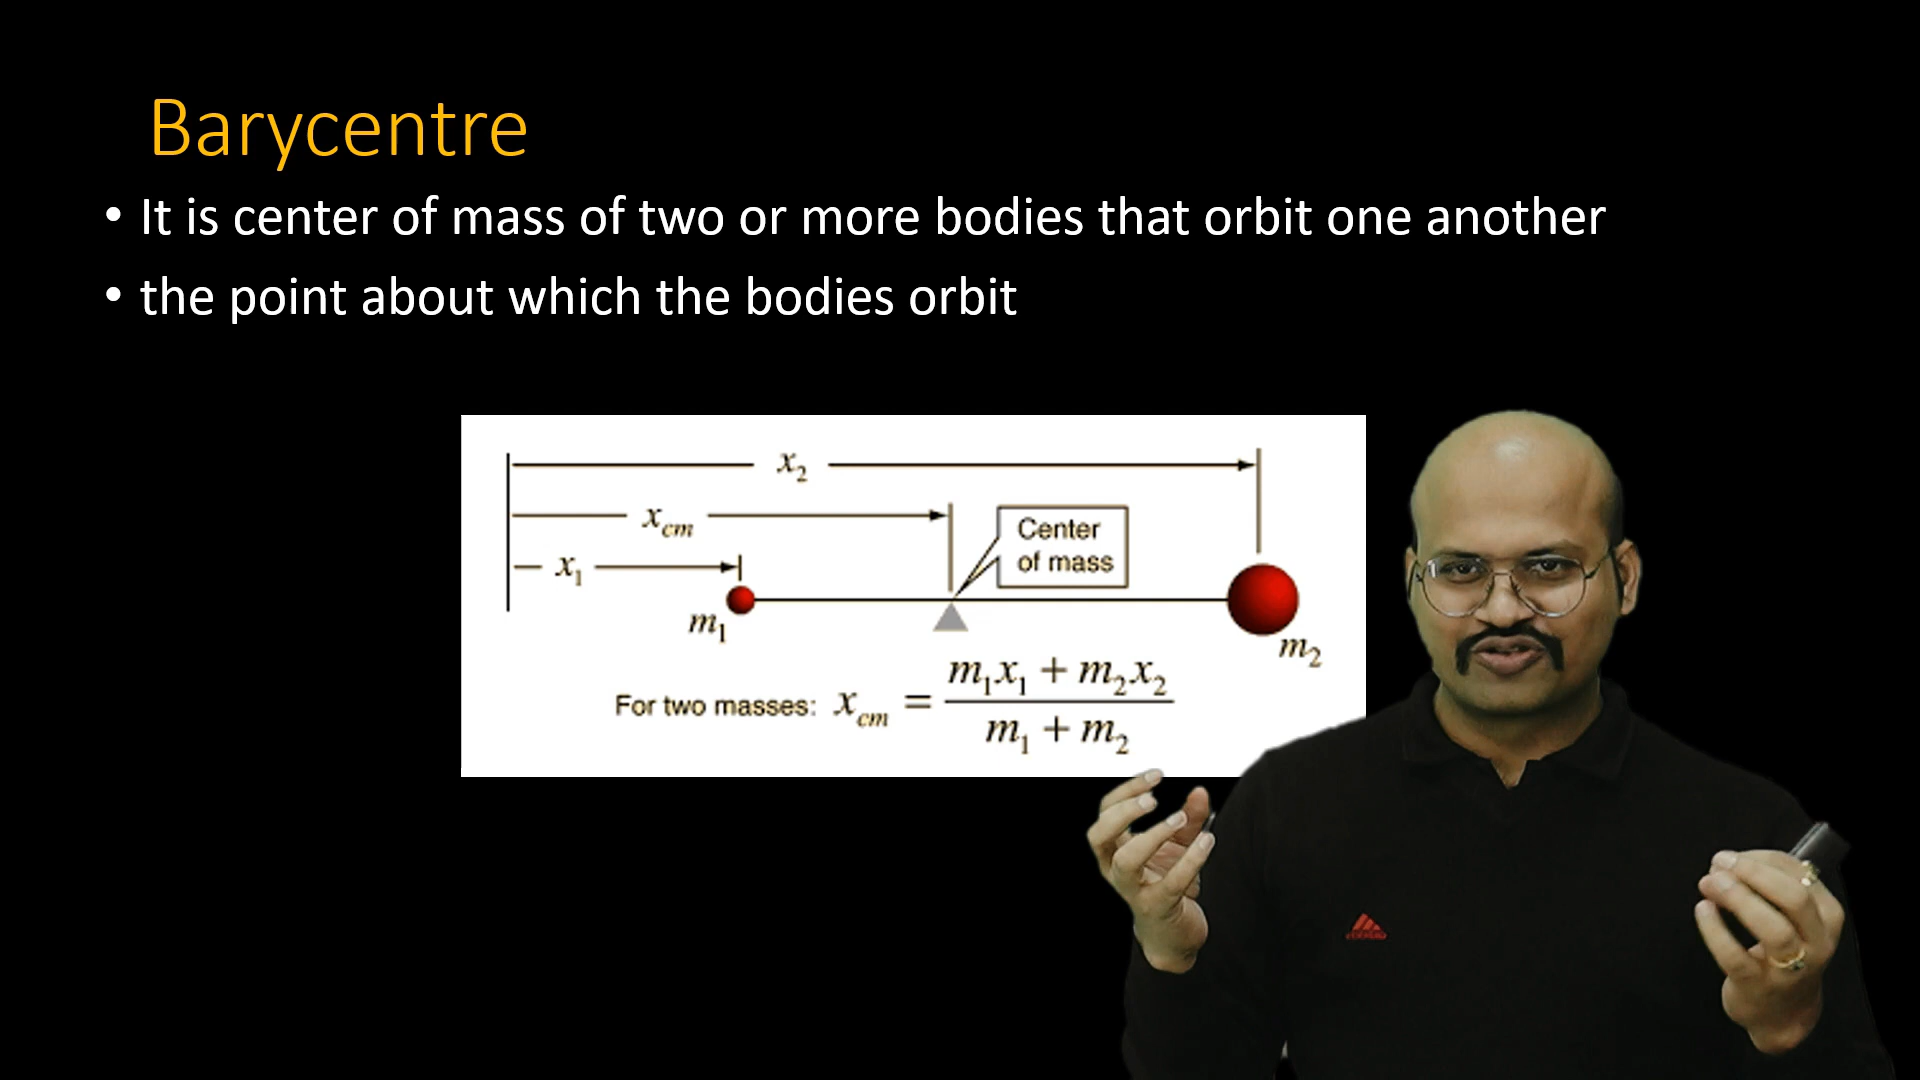 Barycentre
• It is center of mass of two or more bodies that orbit one another
• the point about which the bodies orbit
x₂
x_cm
Center
of mass
x₁
m₁
m₂
For two masses: x_cm = (m₁x₁ + m₂x₂) / (m₁ + m₂)